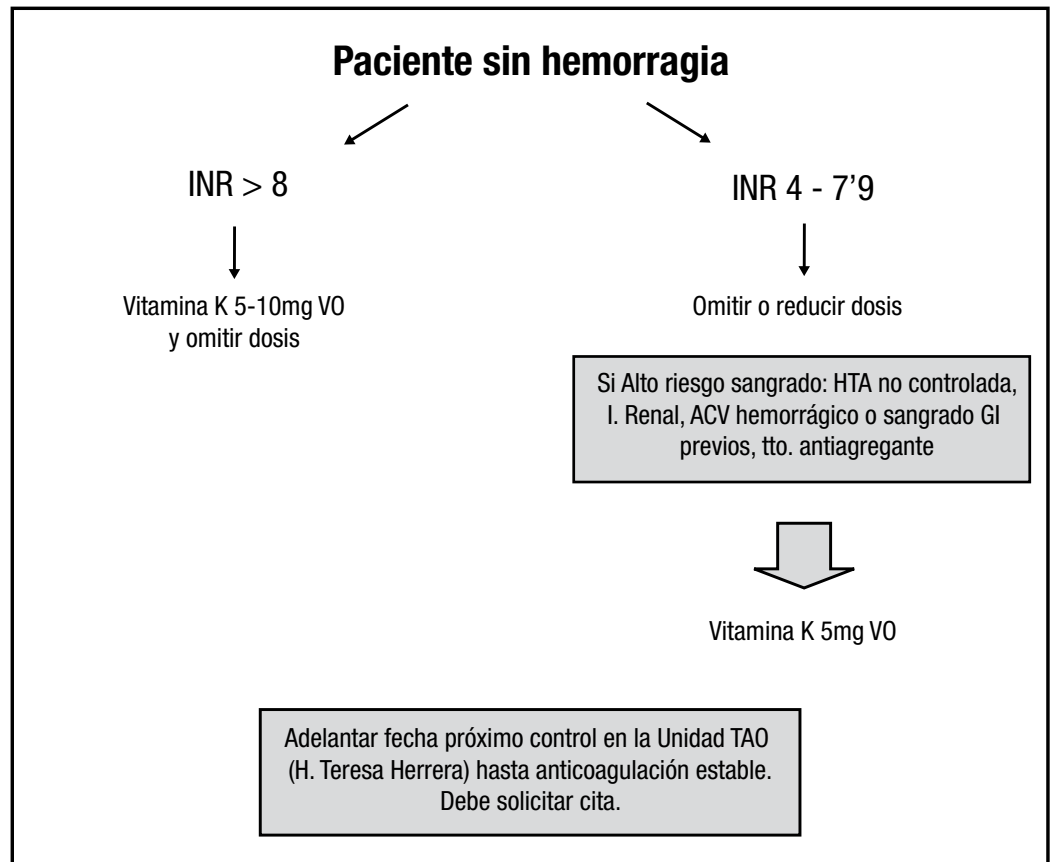 Paciente sin hemorragia
INR > 8
Vitamina K 5-10mg VO
y omitir dosis
INR 4 - 7’9
Omitir o reducir dosis
Si Alto riesgo sangrado: HTA no controlada,
I. Renal, ACV hemorrágico o sangrado GI
previos, tto. antiagregante
Vitamina K 5mg VO
Adelantar fecha próximo control en la Unidad TAO
(H. Teresa Herrera) hasta anticoagulación estable.
Debe solicitar cita.